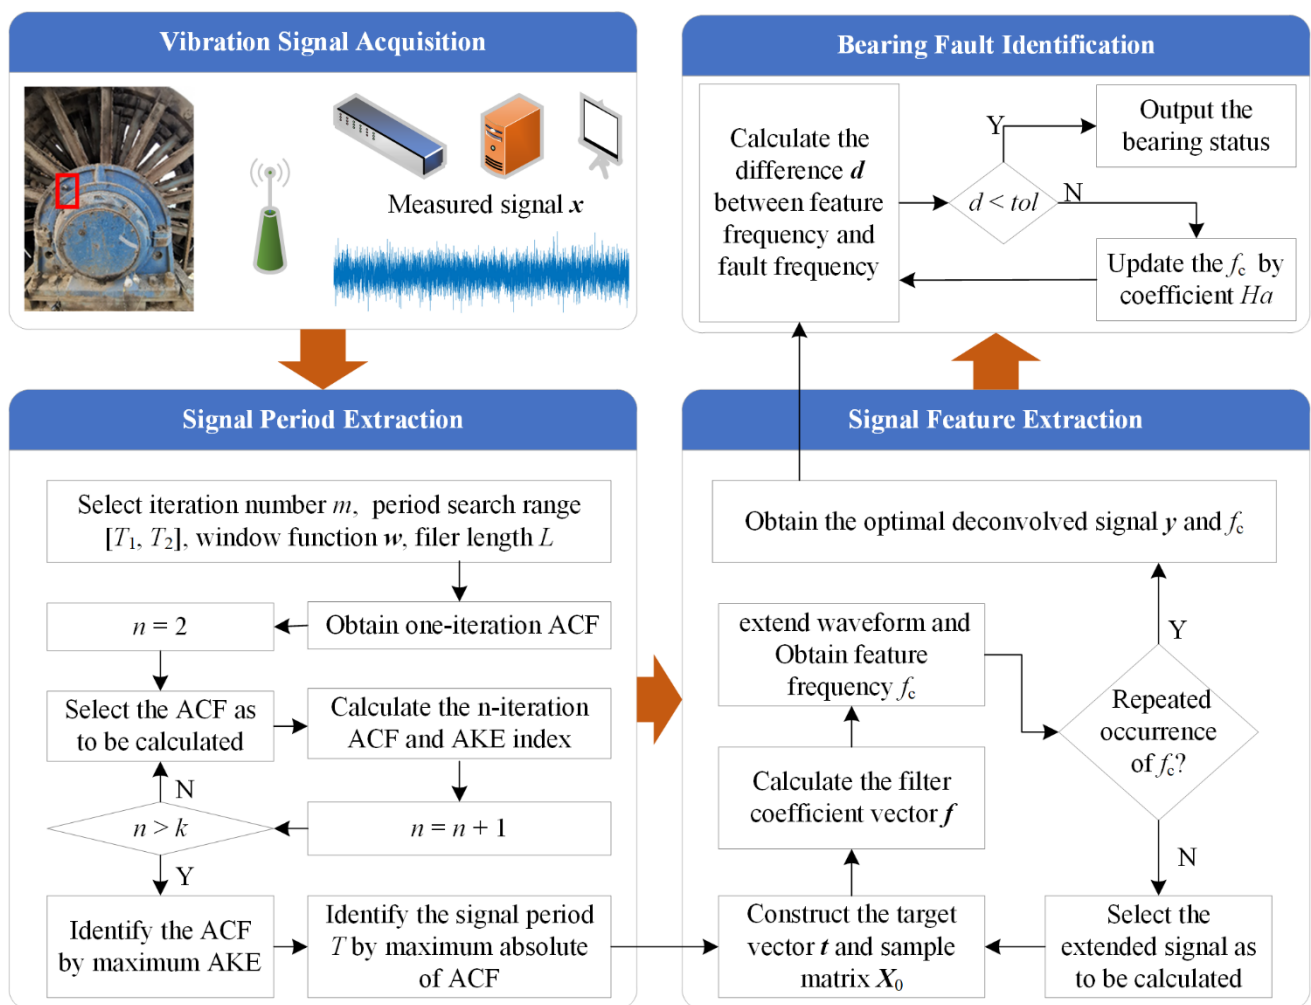 Vibration Signal Acquisition
Measured signal x
Signal Period Extraction
Select iteration number m, period search range
[T₁, T₂], window function w, filer length L
Obtain one-iteration ACF
n = 2
Select the ACF as
to be calculated
Calculate the n-iteration
ACF and AKE index
n = n + 1
n > k
N
Y
Identify the ACF
by maximum AKE
Identify the signal period
T by maximum absolute
of ACF
Signal Feature Extraction
Construct the target
vector t and sample
matrix X₀
Calculate the filter
coefficient vector f
extend waveform and
Obtain feature
frequency f_c
Repeated
occurrence
of f_c?
N
Select the
extended signal as
to be calculated
Y
Obtain the optimal deconvolved signal y and f_c
Bearing Fault Identification
Calculate the
difference d
between feature
frequency and
fault frequency
d < tol
Y
Output the
bearing status
N
Update the f_c by
coefficient Ha